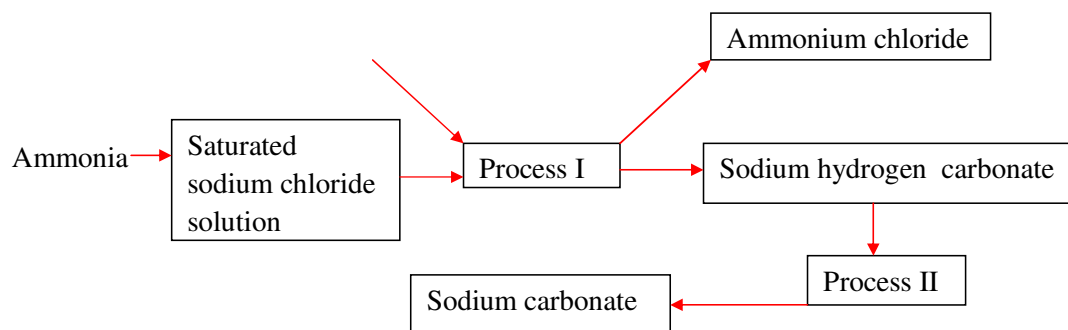 Ammonium chloride
Ammonia
Saturated
sodium chloride
solution
Process I
Sodium hydrogen carbonate
Process II
Sodium carbonate